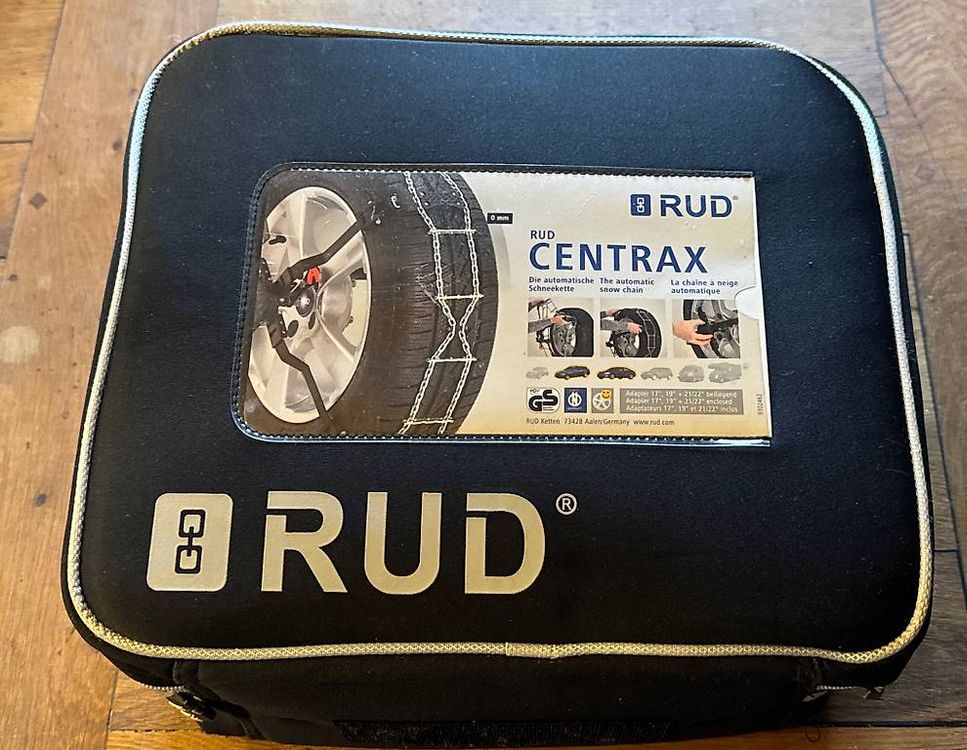 RUD®
0 mm
RUD
CENTRAX
Die automatische Schneekette
The automatic snow chain
La chaîne à neige automatique
GS
Adapter 17", 19" + 21/22" beiliegend
Adapter 17", 19" + 21/22" enclosed
Adaptateurs 17", 19" et 21/22" inclus
RUD Ketten 73428 Aalen/Germany www.rud.com
RUD®